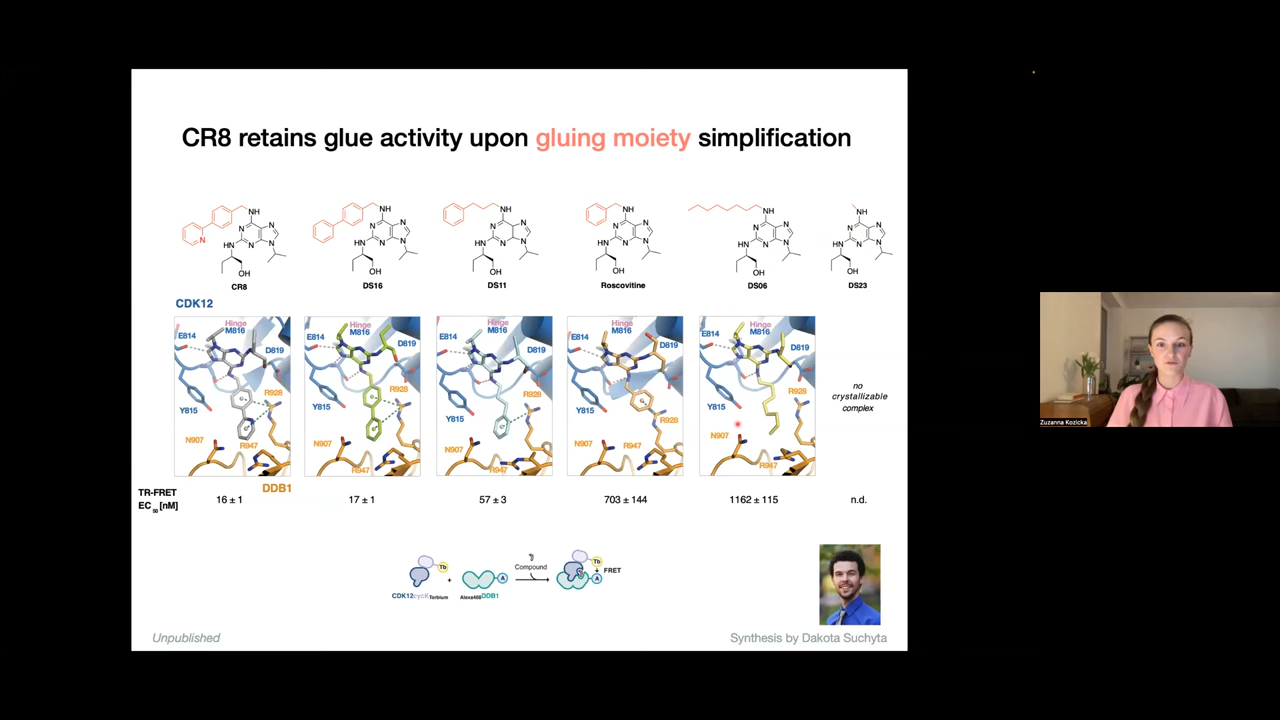 CR8 retains glue activity upon gluing moiety simplification
CR8
DS16
DS11
Roscovitine
DS06
DS23
CDK12
Hinge
M816
E814
D819
Y815
R928
N907
R947
Hinge
M816
E814
D819
Y815
R928
N907
R947
Hinge
M816
E814
D819
Y815
R928
N907
R947
Hinge
M816
E814
D819
Y815
R928
N907
R947
Hinge
M816
E814
D819
Y815
R928
N907
R947
no
crystallizable
complex
DDB1
TR-FRET
EC50 [nM]
16 ± 1
17 ± 1
57 ± 3
703 ± 144
1162 ± 115
n.d.
Tb
CDK12cycKTerbium
+
A
Alexa488DDB1
Compound
Tb
A
FRET
Unpublished
Synthesis by Dakota Suchyta
Zuzanna Kozicka